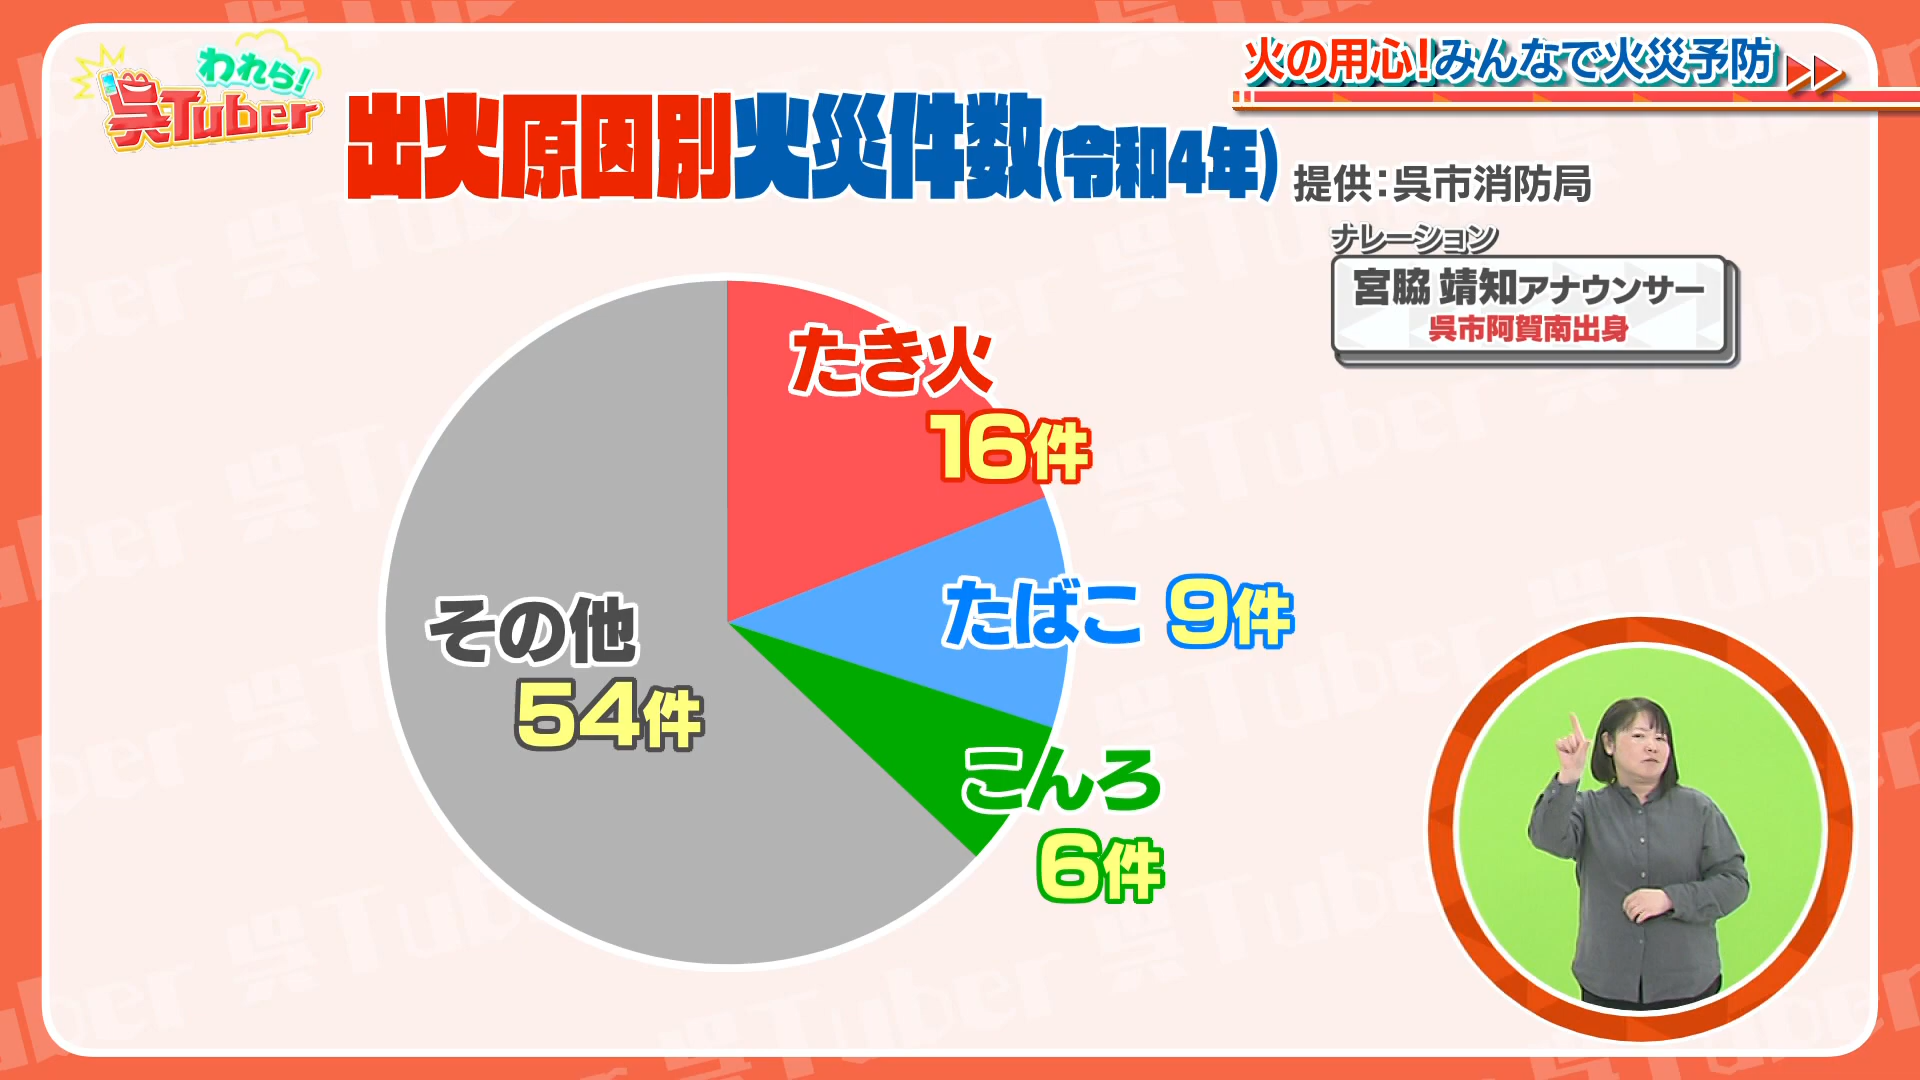 われら!
呉Tuber
火の用心!みんなで火災予防
出火原因別火災件数(令和4年)
提供:呉市消防局
ナレーション
宮脇 靖知アナウンサー
呉市阿賀南出身
たき火
16件
たばこ 9件
こんろ
6件
その他
54件